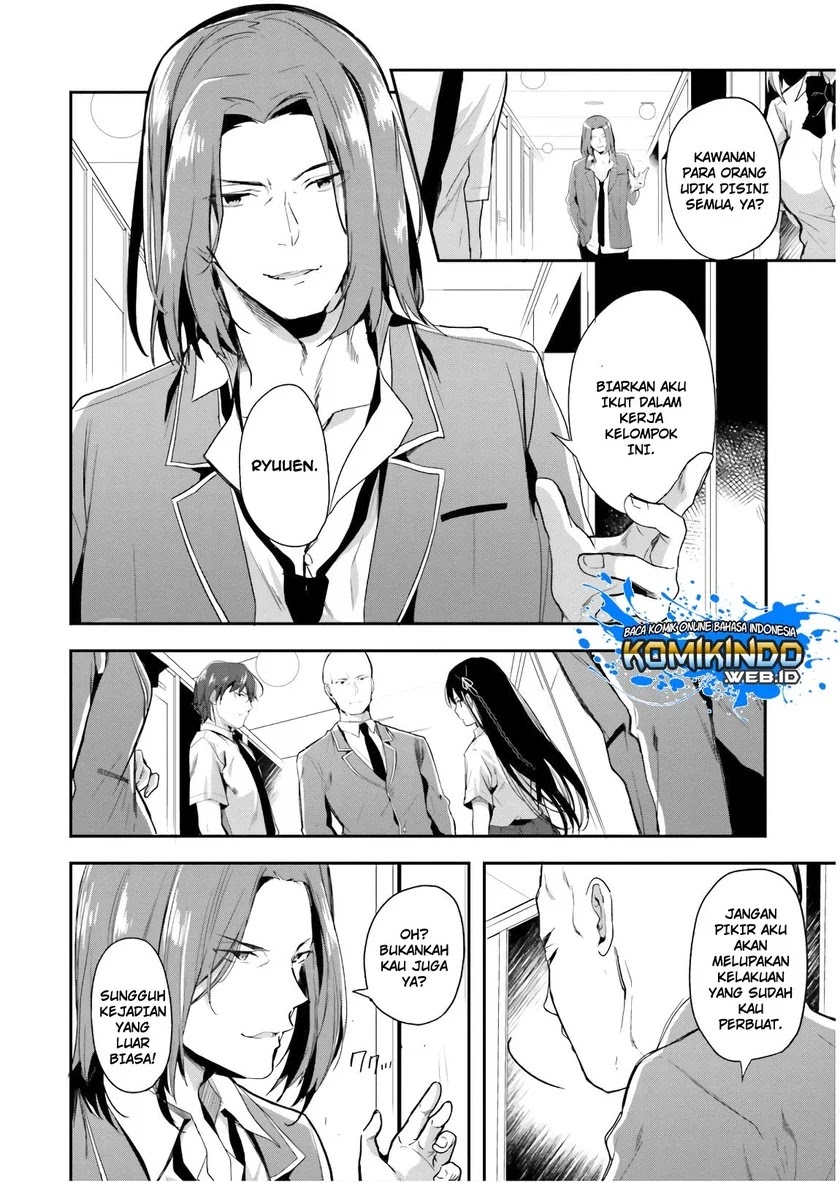 KAWANAN
PARA ORANG
UDIK DISINI
SEMUA, YA?
BIARKAN AKU
IKUT DALAM
KERJA
KELOMPOK
INI.
RYUUEN.
BACA KOMIK ONLINE BAHASA INDONESIA
KOMIKINDO
WEB.ID
JANGAN
PIKIR AKU
AKAN
MELUPAKAN
KELAKUAN
YANG SUDAH
KAU
PERBUAT.
OH?
BUKANKAH
KAU JUGA
YA?
クク…
SUNGGUH
KEJADIAN
YANG
LUAR
BIASA!